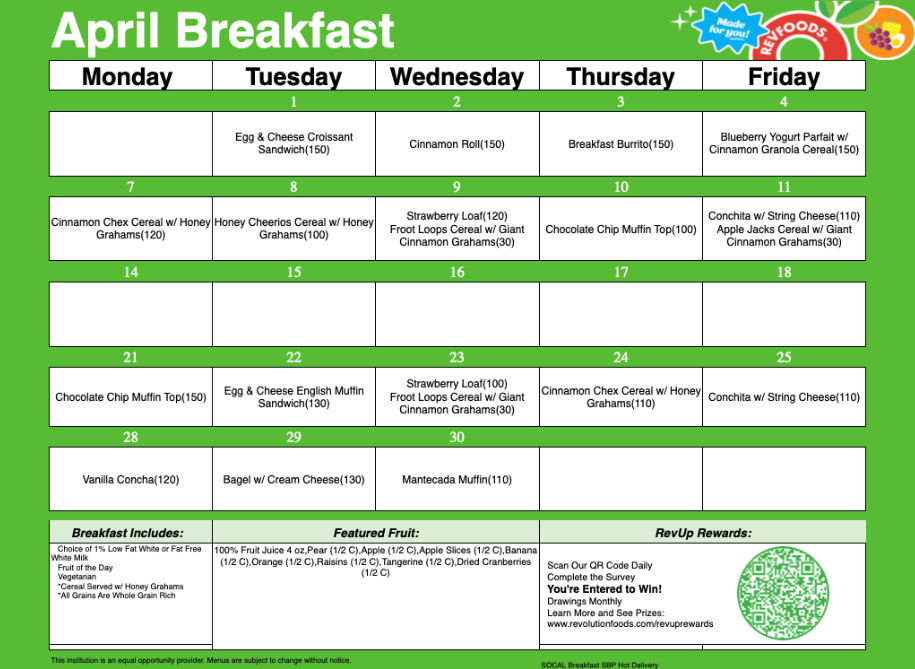 April Breakfast
Made
for you!
REVFOODS
Monday Tuesday Wednesday Thursday Friday
1 2 3 4
Egg & Cheese Croissant
Sandwich(150)
Cinnamon Roll(150)
Breakfast Burrito(150)
Blueberry Yogurt Parfait w/
Cinnamon Granola Cereal(150)
7 8 9 10 11
Cinnamon Chex Cereal w/ Honey
Grahams(120)
Honey Cheerios Cereal w/ Honey
Grahams(100)
Strawberry Loaf(120)
Froot Loops Cereal w/ Giant
Cinnamon Grahams(30)
Chocolate Chip Muffin Top(100)
Conchita w/ String Cheese(110)
Apple Jacks Cereal w/ Giant
Cinnamon Grahams(30)
14 15 16 17 18
21 22 23 24 25
Chocolate Chip Muffin Top(150)
Egg & Cheese English Muffin
Sandwich(130)
Strawberry Loaf(100)
Froot Loops Cereal w/ Giant
Cinnamon Grahams(30)
Cinnamon Chex Cereal w/ Honey
Grahams(110)
Conchita w/ String Cheese(110)
28 29 30
Vanilla Concha(120)
Bagel w/ Cream Cheese(130)
Mantecada Muffin(110)
Breakfast Includes:
Choice of 1% Low Fat White or Fat Free
White Milk
Fruit of the Day
Vegetarian
*Cereal Served w/ Honey Grahams
*All Grains Are Whole Grain Rich
Featured Fruit:
100% Fruit Juice 4 oz,Pear (1/2 C),Apple (1/2 C),Apple Slices (1/2 C),Banana
(1/2 C),Orange (1/2 C),Raisins (1/2 C),Tangerine (1/2 C),Dried Cranberries
(1/2 C)
RevUp Rewards:
Scan Our QR Code Daily
Complete the Survey
You're Entered to Win!
Drawings Monthly
Learn More and See Prizes:
www.revolutionfoods.com/revuprewards
This institution is an equal opportunity provider. Menus are subject to change without notice.
SOCAL Breakfast SBP Hot Delivery